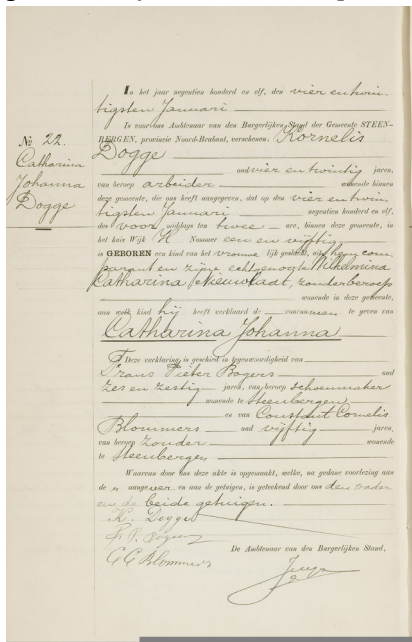 In het jaar negentien honderd en elf, den vier en twin
tigsten Januari
is voor ons Ambtenaar van den Burgerlijken Stand der Gemeente STEEN-
BERGEN, provincie Noord-Brabant, verschenen: Kornelis
Dogge
oud vier en twintig jaren,
van beroep arbeider wonende binnen
deze gemeente, die ons heeft aangegeven, dat op den vier en twin
tigsten Januari negentien honderd en elf,
des voor middags ten twee ure, binnen deze gemeente, in
het huis Wijk H Nummer een en vijftig
is GEBOREN een kind van het vrouwelijk geslacht, uit hem com
parant en zijne echtgenoote Wilhelmina
Catharina Nieuwstadt, zonder beroep
wonende in deze gemeente,
aan welk kind hij heeft verklaard de voornamen te geven van
Catharina Johanna
Deze verklaring is geschied in tegenwoordigheid van
Frans Pieter Bogers oud
zes en zestig jaren, van beroep schoenmaker
wonende te Steenbergen
en van Constant Cornelis
Blommers oud vijftig jaren,
van beroep zonder wonende
te Steenbergen
Waarvan door ons deze akte is opgemaakt, welke, na gedane voorlezing aan
de aangever en aan de getuigen, is geteekend door ons den vader
en de beide getuigen.
K. Dogge
F. P. Bogers
C C Blommers
De Ambtenaar van den Burgerlijken Stand,
No 22.
Catharina
Johanna
Dogge